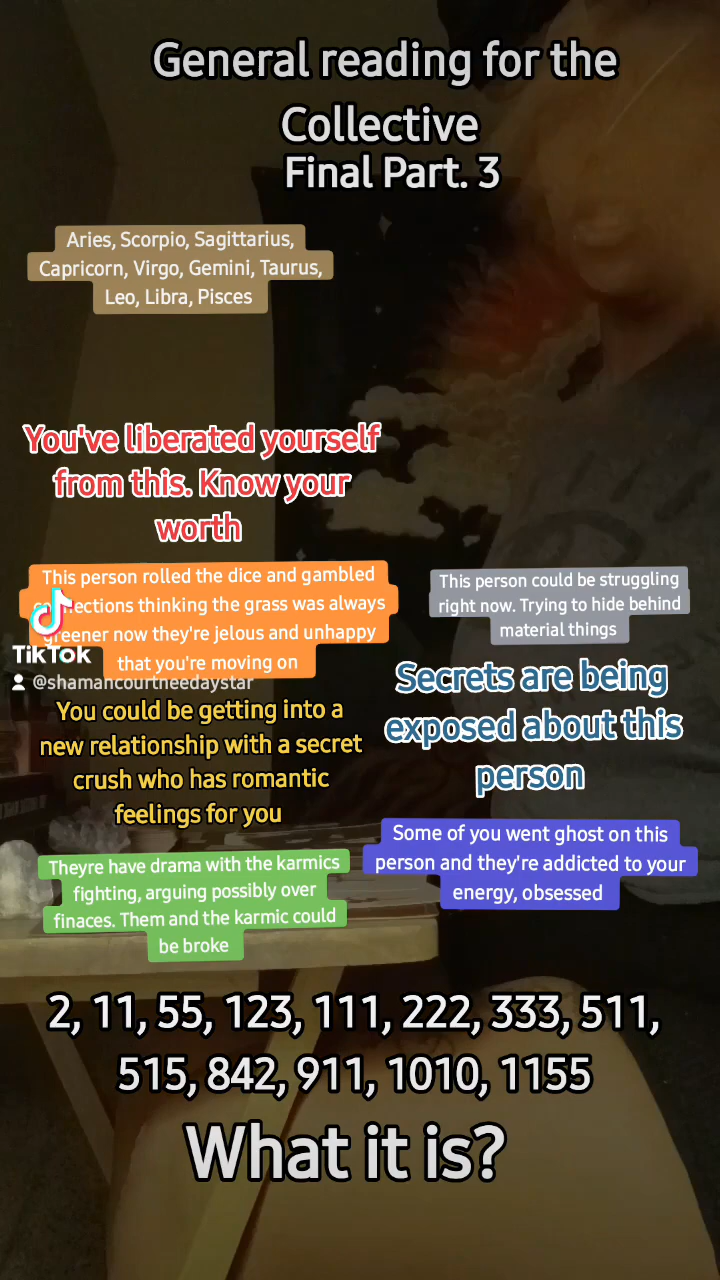 General reading for the
Collective
Final Part. 3
Aries, Scorpio, Sagittarius,
Capricorn, Virgo, Gemini, Taurus,
Leo, Libra, Pisces
You've liberated yourself
from this. Know your
worth
This person rolled the dice and gambled
thinking the grass was always
greener now they're jelous and unhappy
that you're moving on
This person could be struggling
right now. Trying to hide behind
material things
TikTok
@shamancourtneedaystar
Secrets are being
exposed about this
person
You could be getting into a
new relationship with a secret
crush who has romantic
feelings for you
Some of you went ghost on this
person and they're addicted to your
energy, obsessed
Theyre have drama with the karmics
fighting, arguing possibly over
finaces. Them and the karmic could
be broke
2, 11, 55, 123, 111, 222, 333, 511,
515, 842, 911, 1010, 1155
What it is?